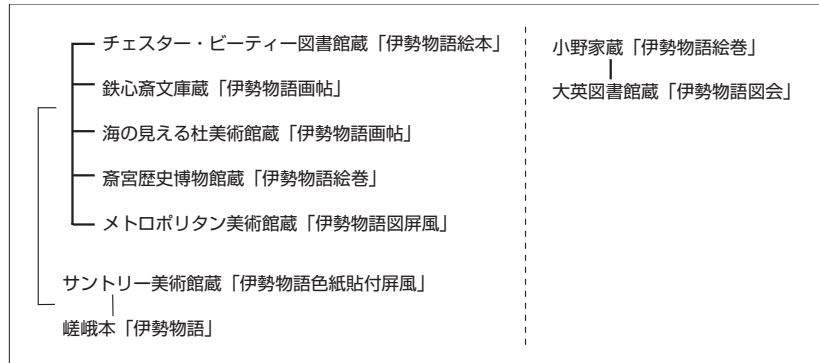 チェスター・ビーティー図書館蔵「伊勢物語絵本」
鉄心斎文庫蔵「伊勢物語画帖」
海の見える杜美術館蔵「伊勢物語画帖」
斎宮歴史博物館蔵「伊勢物語絵巻」
メトロポリタン美術館蔵「伊勢物語図屏風」
サントリー美術館蔵「伊勢物語色紙貼付屏風」
嵯峨本「伊勢物語」
小野家蔵「伊勢物語絵巻」
大英図書館蔵「伊勢物語図会」